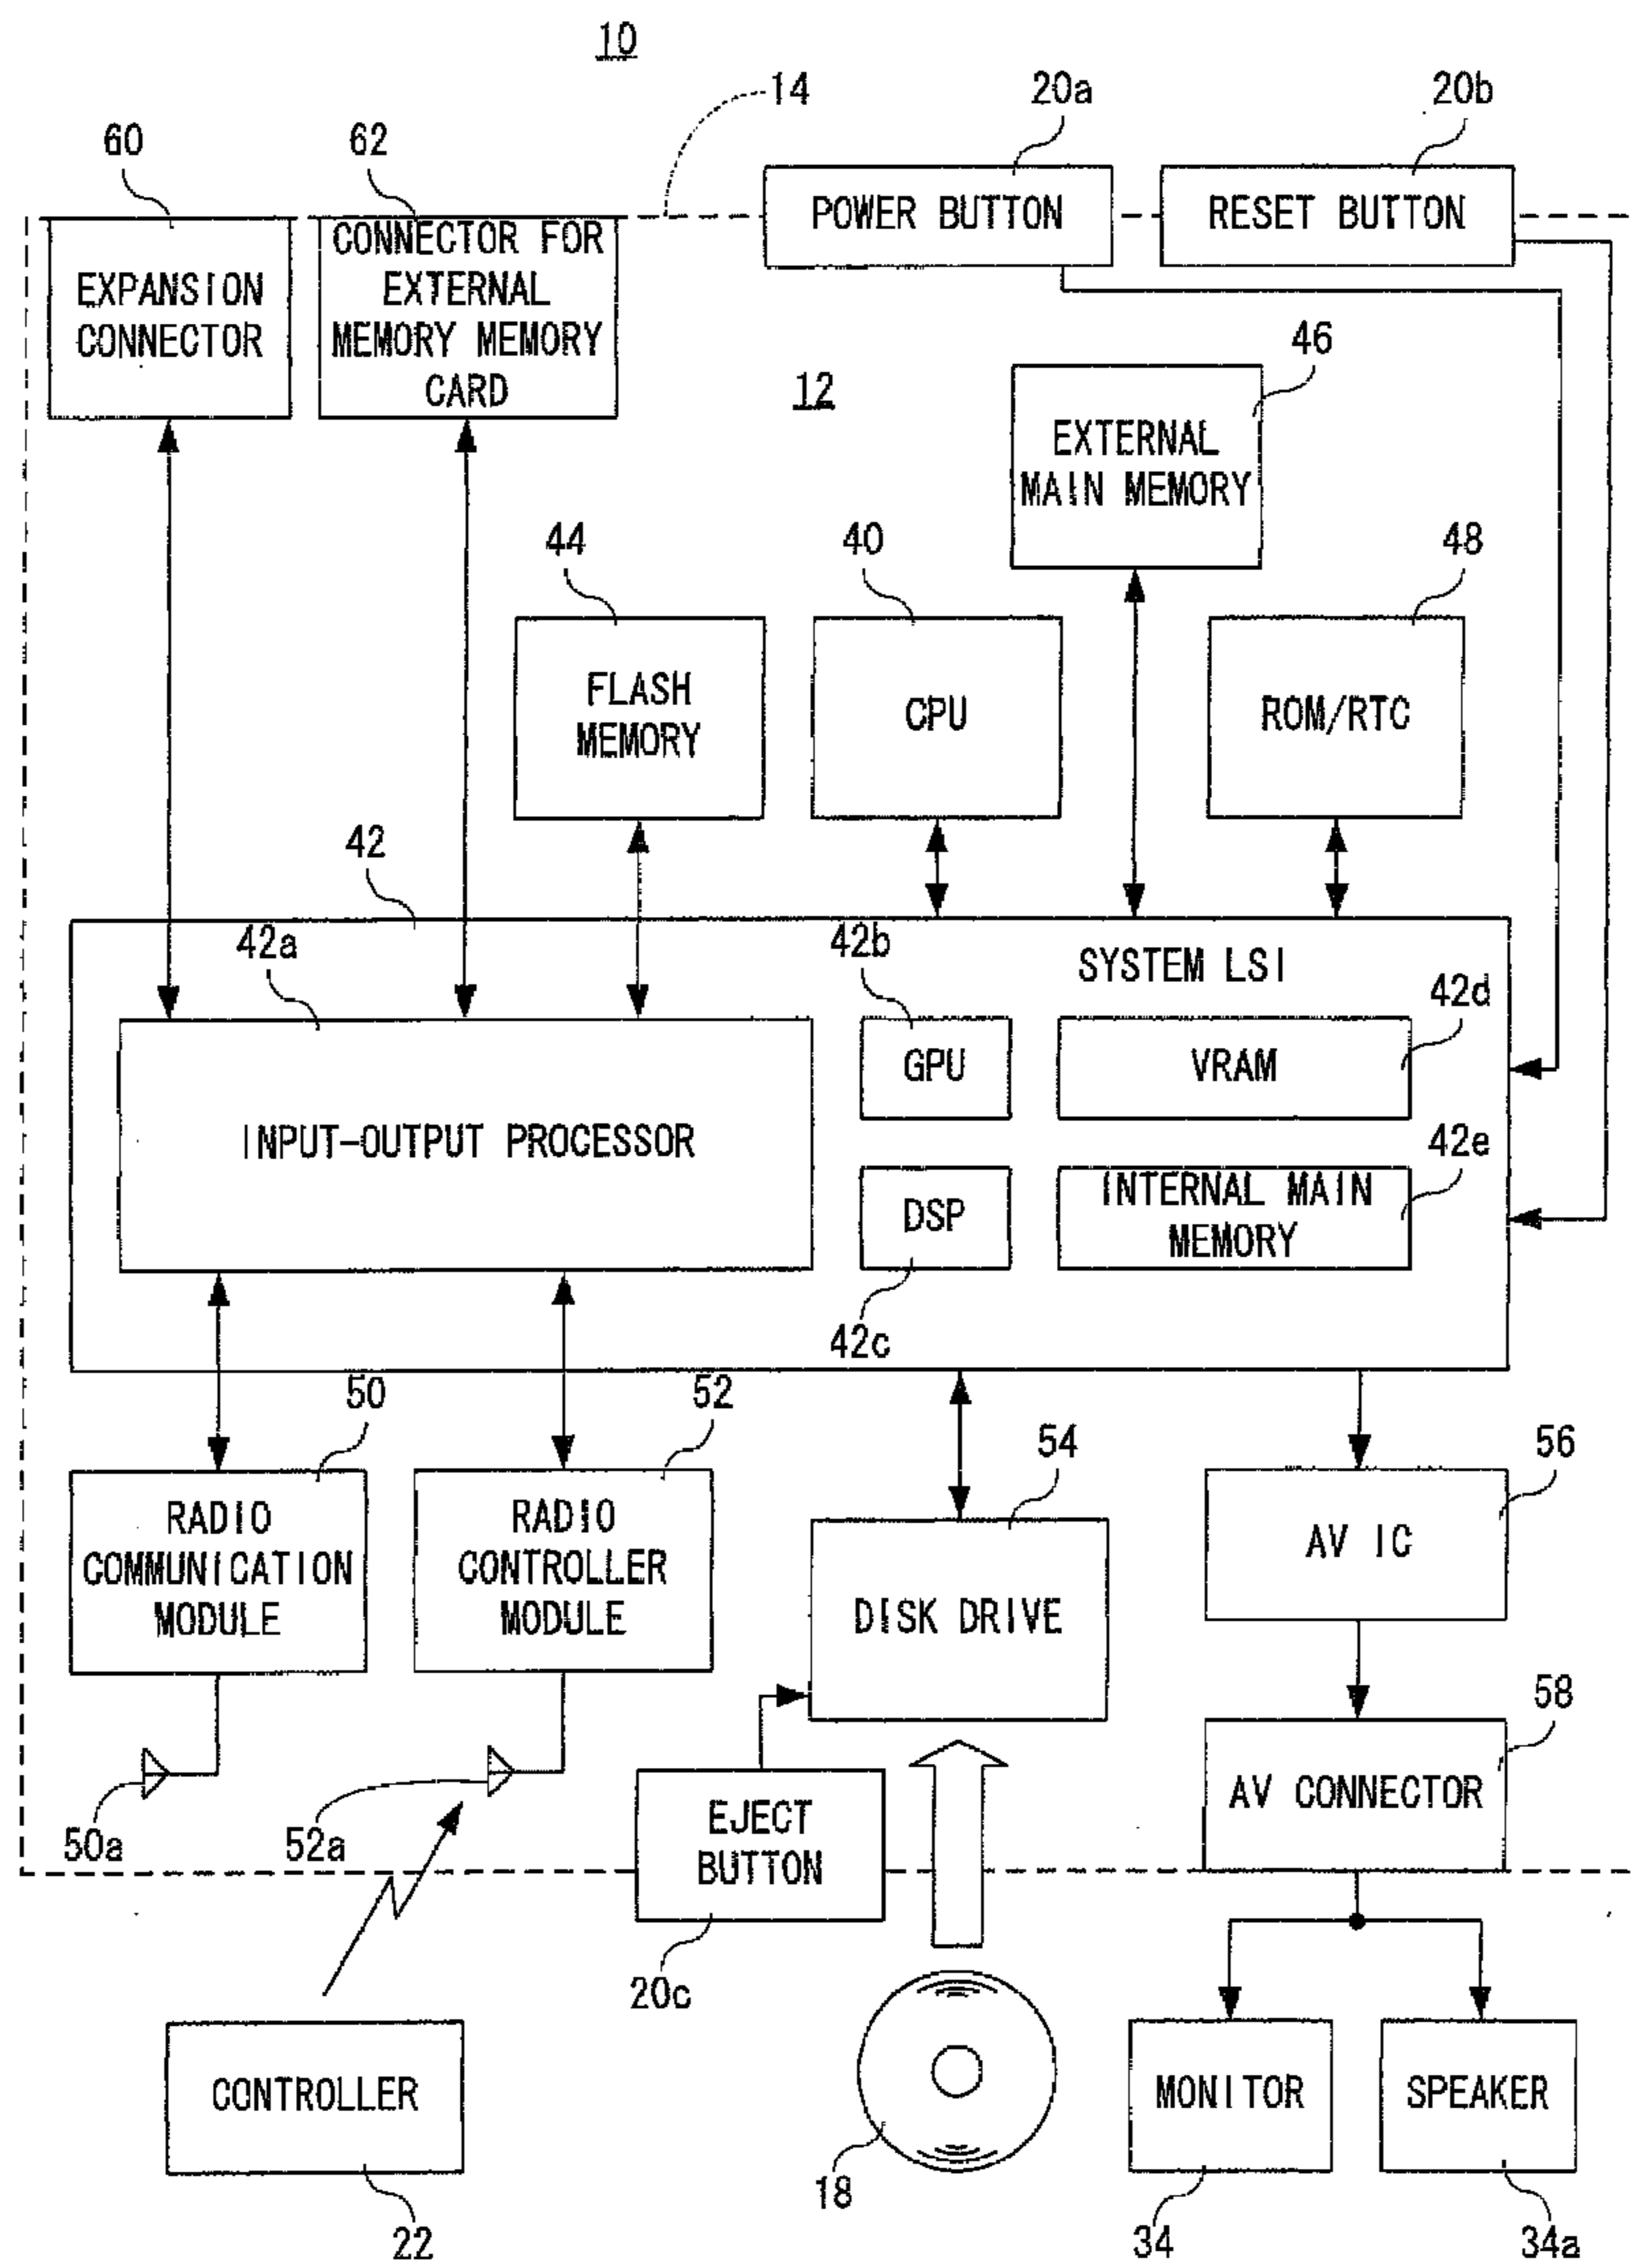 10
14
20a
20b
60
62
POWER BUTTON
RESET BUTTON
CONNECTOR FOR
EXTERNAL
MEMORY MEMORY
CARD
EXPANSION
CONNECTOR
12
46
EXTERNAL
MAIN MEMORY
44
40
48
FLASH
MEMORY
CPU
ROM/RTC
42
42a
42b
SYSTEM LSI
42d
GPU
VRAM
INPUT-OUTPUT PROCESSOR
42e
DSP
INTERNAL MAIN
MEMORY
42c
50
52
54
56
RADIO
COMMUNICATION
MODULE
RADIO
CONTROLLER
MODULE
DISK DRIVE
AV IC
58
50a
52a
EJECT
BUTTON
AV CONNECTOR
20c
CONTROLLER
MONITOR
SPEAKER
18
22
34
34a